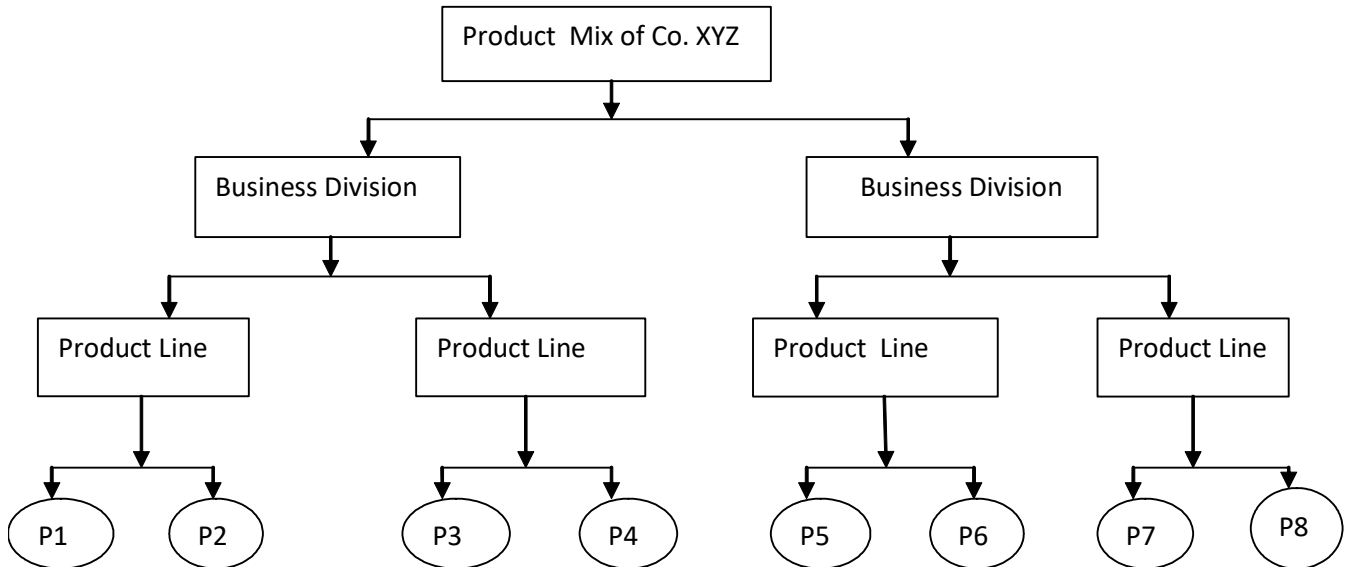 Product  Mix of Co. XYZ
Business Division
Business Division
Product Line
Product Line
Product  Line
Product Line
P1
P2
P3
P4
P5
P6
P7
P8